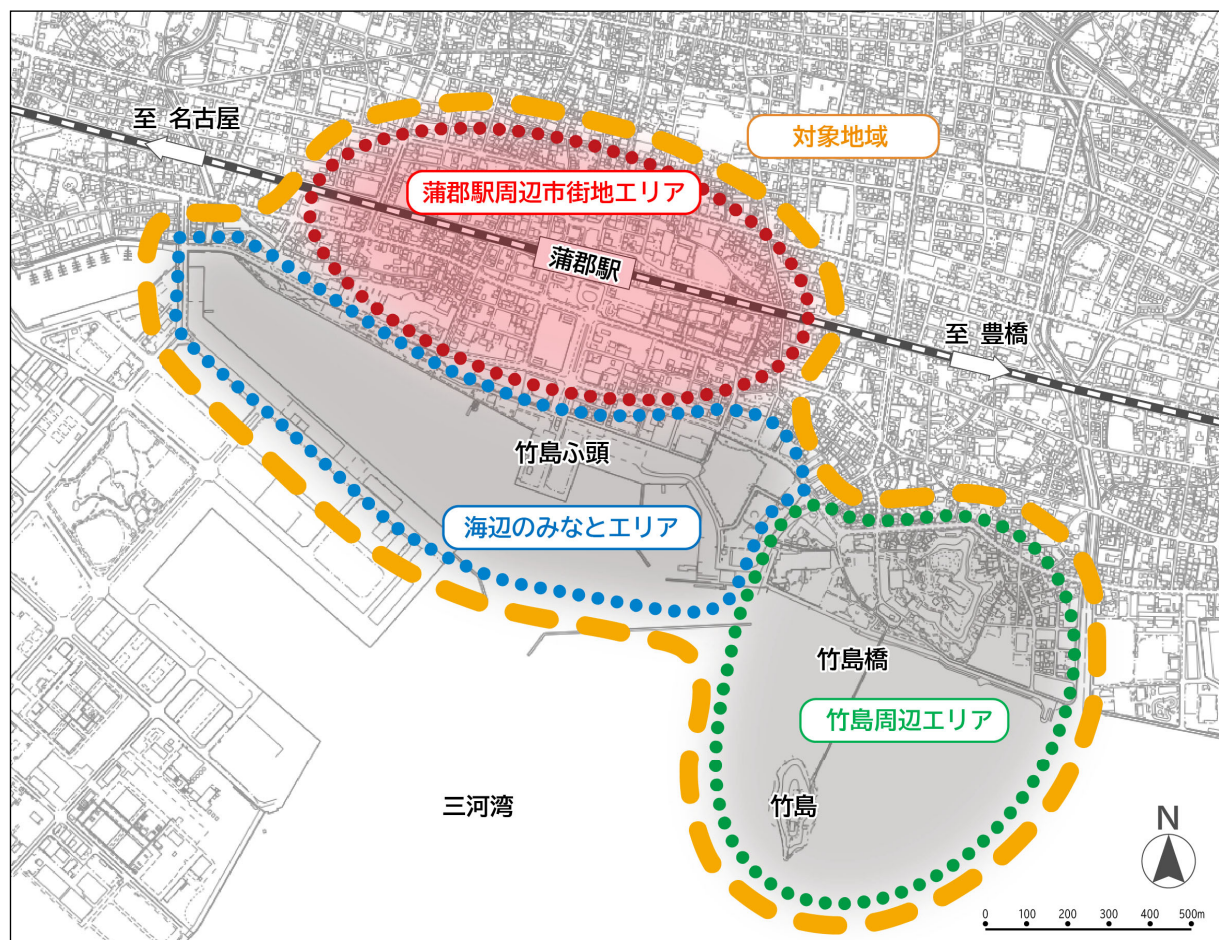 至 名古屋
対象地域
蒲郡駅周辺市街地エリア
蒲郡駅
至 豊橋
竹島ふ頭
海辺のみなとエリア
竹島橋
竹島周辺エリア
竹島
三河湾
N
0 100 200 300 400 500m